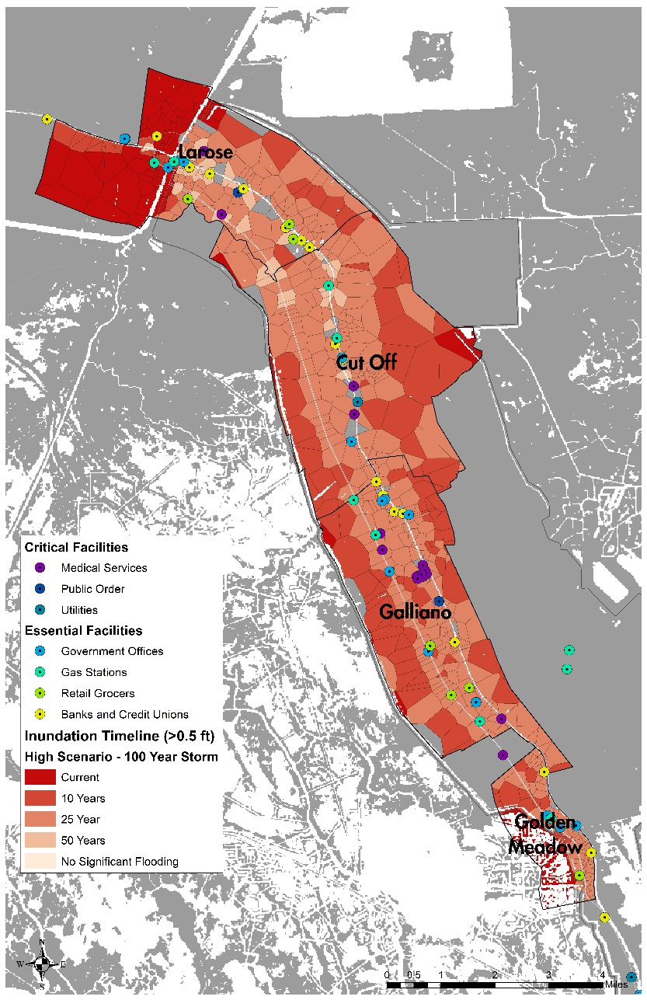 Larose
Cut Off
Critical Facilities
Medical Services
Public Order
Utilities
Essential Facilities
Government Offices
Gas Stations
Retail Grocers
Banks and Credit Unions
Inundation Timeline (>0.5 ft)
High Scenario - 100 Year Storm
Current
10 Years
25 Year
50 Years
No Significant Flooding
Galliano
Golden
Meadow
N
W E
S
0 0.5 1 2 3 4
Miles